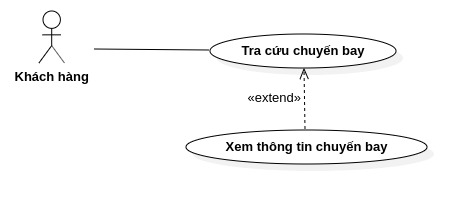 Tra cứu chuyến bay
Khách hàng
«extend»
Xem thông tin chuyến bay